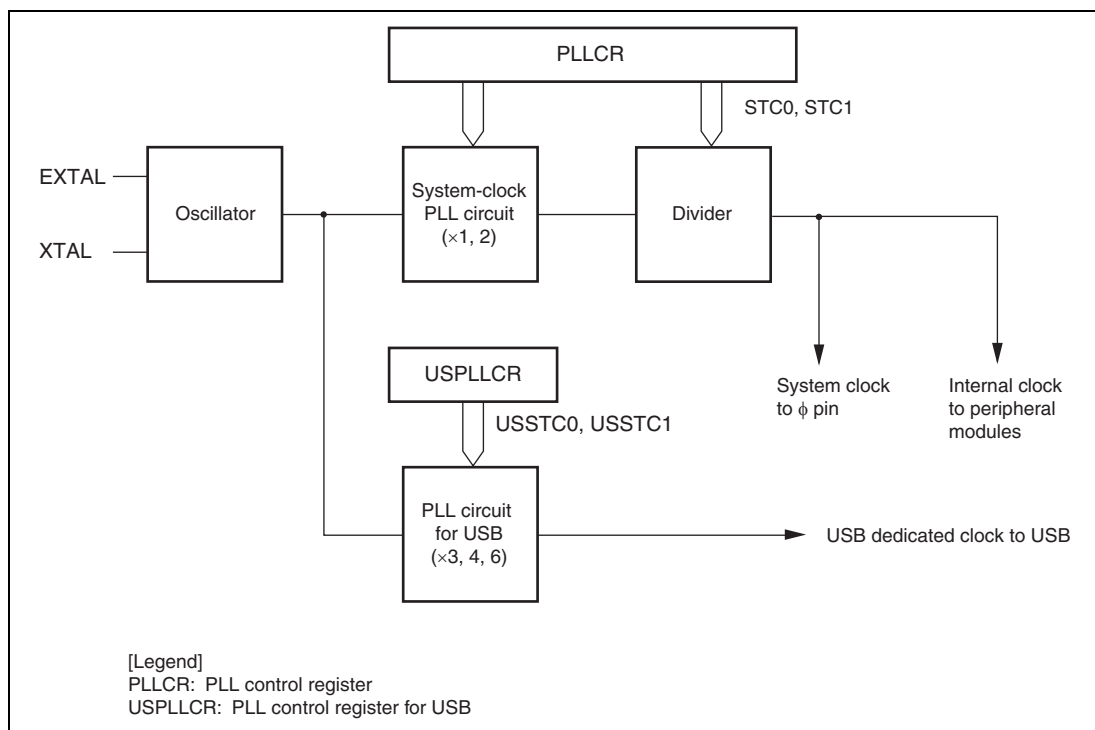 PLLCR
STC0, STC1
EXTAL
XTAL
Oscillator
System-clock
PLL circuit
(×1, 2)
Divider
USPLLCR
USSTC0, USSTC1
System clock
to ϕ pin
Internal clock
to peripheral
modules
PLL circuit
for USB
(×3, 4, 6)
USB dedicated clock to USB
[Legend]
PLLCR: PLL control register
USPLLCR: PLL control register for USB